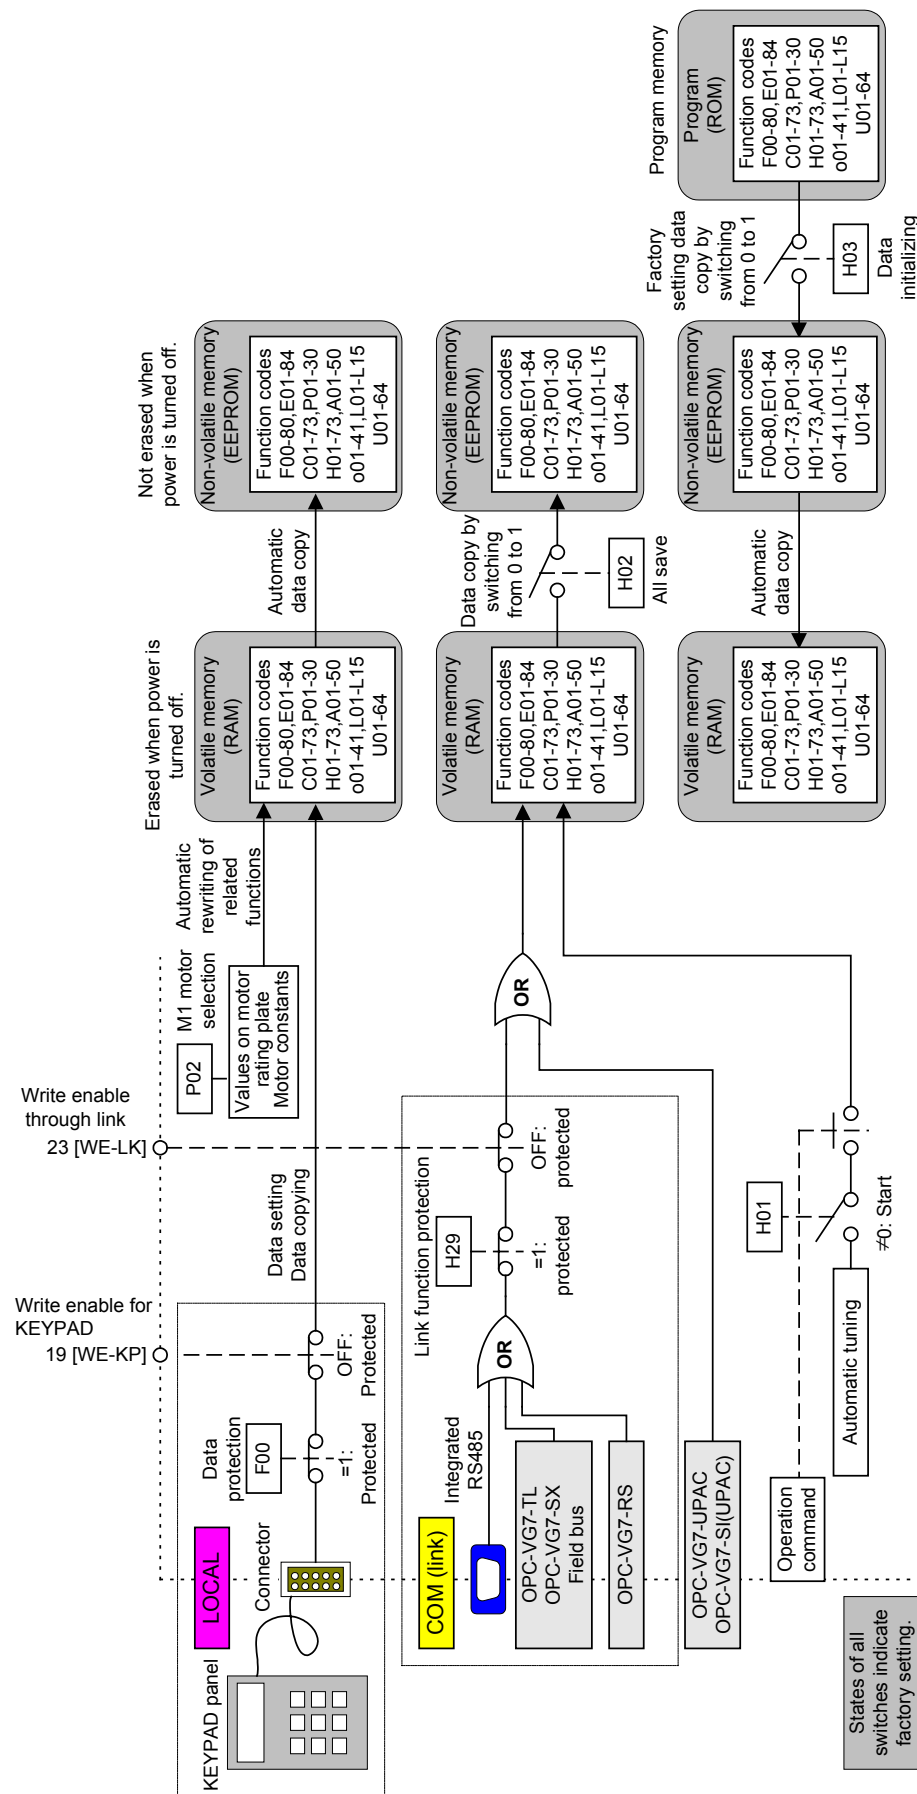 Write enable for
KEYPAD
19 [WE-KP]
Write enable
through link
23 [WE-LK]
KEYPAD panel
LOCAL
Connector
Data
protection
F00
=1:
Protected
OFF:
Protected
Data setting
Data copying
P02
M1 motor
selection
Values on motor
rating plate
Motor constants
Automatic
rewriting of
related
functions
Erased when power is
turned off.
Volatile memory
(RAM)
Function codes
F00-80,E01-84
C01-73,P01-30
H01-73,A01-50
o01-41,L01-L15
U01-64
Automatic
data copy
Not erased when
power is turned off.
Non-volatile memory
(EEPROM)
Function codes
F00-80,E01-84
C01-73,P01-30
H01-73,A01-50
o01-41,L01-L15
U01-64
COM (link)
Integrated
RS485
OPC-VG7-TL
OPC-VG7-SX
Field bus
OPC-VG7-RS
OR
Link function protection
H29
=1:
protected
OFF:
protected
OPC-VG7-UPAC
OPC-VG7-SI(UPAC)
OR
Volatile memory
(RAM)
Function codes
F00-80,E01-84
C01-73,P01-30
H01-73,A01-50
o01-41,L01-L15
U01-64
Data copy by
switching
from 0 to 1
H02
All save
Non-volatile memory
(EEPROM)
Function codes
F00-80,E01-84
C01-73,P01-30
H01-73,A01-50
o01-41,L01-L15
U01-64
Operation
command
Automatic tuning
H01
≠0: Start
Volatile memory
(RAM)
Function codes
F00-80,E01-84
C01-73,P01-30
H01-73,A01-50
o01-41,L01-L15
U01-64
Automatic
data copy
Non-volatile memory
(EEPROM)
Function codes
F00-80,E01-84
C01-73,P01-30
H01-73,A01-50
o01-41,L01-L15
U01-64
Factory
setting data
copy by
switching
from 0 to 1
H03
Data
initializing
Program memory
Program
(ROM)
Function codes
F00-80,E01-84
C01-73,P01-30
H01-73,A01-50
o01-41,L01-L15
U01-64
States of all
switches indicate
factory setting.